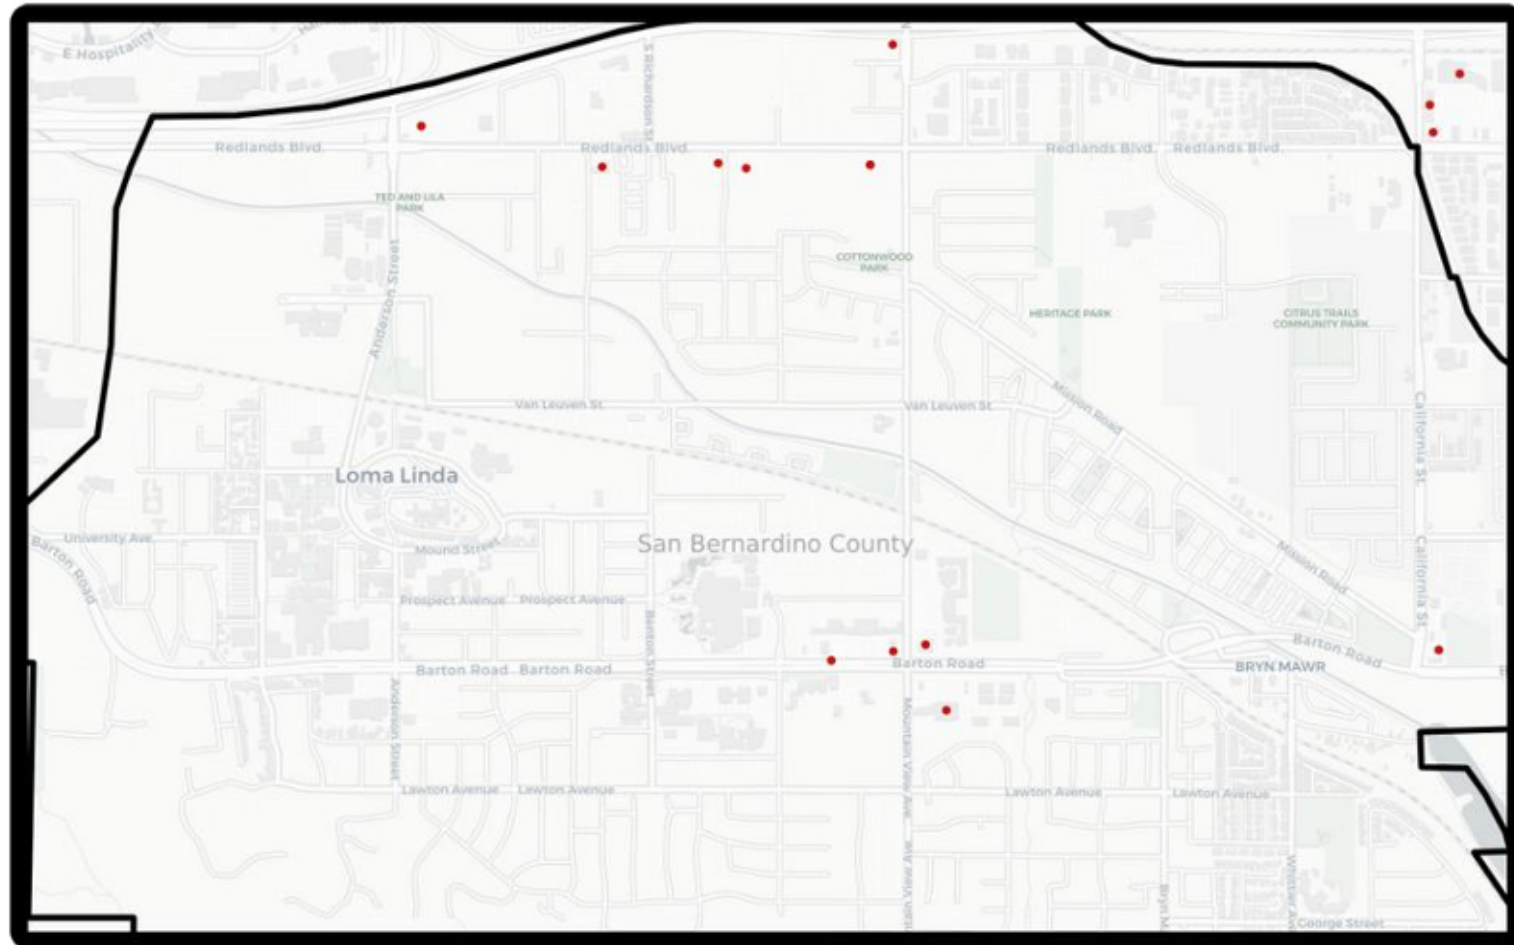 E Hospitality
S Richardson St.
Redlands Blvd.
Redlands Blvd.
Redlands Blvd.
Redlands Blvd.
TED AND ULA
PARK
Anderson Street
COTTONWOOD
PARK
HERITAGE PARK
CITRUS TRAILS
COMMUNITY PARK
Van Leuven St.
Van Leuven St.
Mission Road
California St.
Loma Linda
University Ave.
Barton Road
Mound Street
San Bernardino County
Mission Road
California St.
Prospect Avenue
Prospect Avenue
Benton Street
Barton Road
Barton Road
Barton Road
Barton Road
BRYN MAWR
Anderson Street
Mountain View Ave
Lawton Avenue
Lawton Avenue
Lawton Avenue
Lawton Avenue
George Street